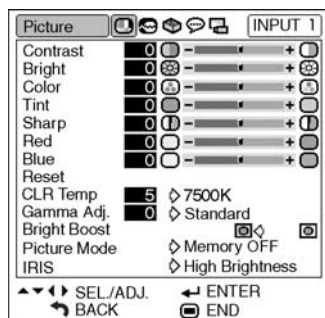 Picture INPUT 1
Contrast 0 - +
Bright 0 - +
Color 0 - +
Tint 0 - +
Sharp 0 - +
Red 0 - +
Blue 0 - +
Reset
CLR Temp 5 7500K
Gamma Adj. 0 Standard
Bright Boost
Picture Mode Memory OFF
IRIS High Brightness
SEL./ADJ. ENTER
BACK END